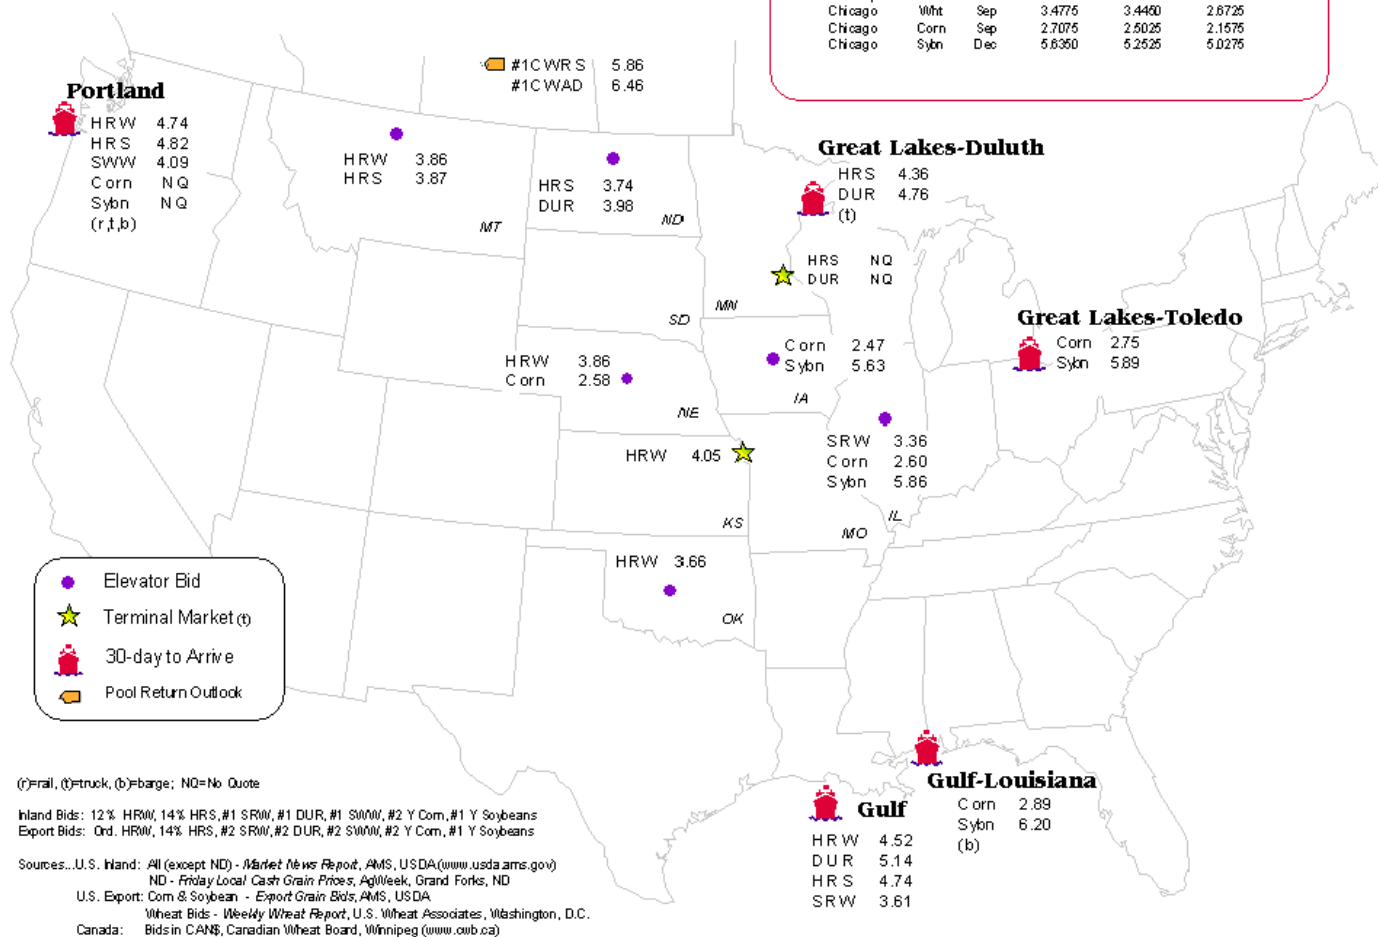 Chicago Wht Sep 3.4775 3.4450 2.6725
Chicago Corn Sep 2.7075 2.5025 2.1575
Chicago Sybn Dec 5.6350 5.2525 5.0275
#1CWRS 5.86
#1CWAD 6.46
Portland
HRW 4.74
HRS 4.82
SWW 4.09
Corn NQ
Sybn NQ
(r,t,b)
HRW 3.86
HRS 3.87
MT
HRS 3.74
DUR 3.98
ND
Great Lakes-Duluth
HRS 4.36
DUR 4.76
(t)
HRS NQ
DUR NQ
MN
SD
Great Lakes-Toledo
Corn 2.75
Sybn 5.89
HRW 3.86
Corn 2.58
NE
Corn 2.47
Sybn 5.63
IA
HRW 4.05
KS
SRW 3.36
Corn 2.60
Sybn 5.86
IL
MO
HRW 3.66
OK
Elevator Bid
Terminal Market (t)
30-day to Arrive
Pool Return Outlook
Gulf-Louisiana
Corn 2.89
Sybn 6.20
(b)
Gulf
HRW 4.52
DUR 5.14
HRS 4.74
SRW 3.61
(r)=rail, (t)=truck, (b)=barge; NQ=No Quote
Inland Bids: 12% HRW, 14% HRS, #1 SRW, #1 DUR, #1 SWW, #2 Y Corn, #1 Y Soybeans
Export Bids: Ord. HRW, 14% HRS, #2 SRW, #2 DUR, #2 SWW, #2 Y Corn, #1 Y Soybeans
Sources...U.S. Inland: All (except ND) - Market News Report, AMS, USDA (www.usda.ams.gov)
ND - Friday Local Cash Grain Prices, AgWeek, Grand Forks, ND
U.S. Export: Corn & Soybean - Export Grain Bids, AMS, USDA
Wheat Bids - Weekly Wheat Report, U.S. Wheat Associates, Washington, D.C.
Canada: Bids in CAN$, Canadian Wheat Board, Winnipeg (www.cwb.ca)